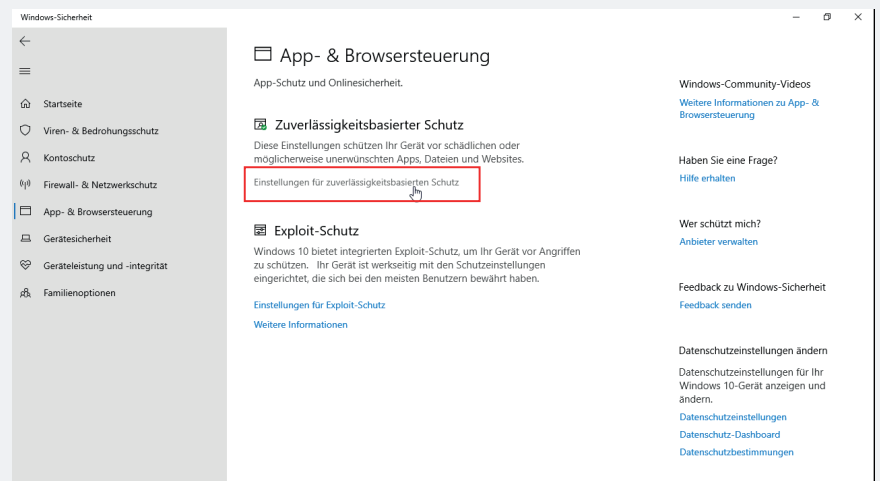 Windows-Sicherheit
Startseite
Viren- & Bedrohungsschutz
Kontoschutz
Firewall- & Netzwerkschutz
App- & Browsersteuerung
Gerätesicherheit
Geräteleistung und -integrität
Familienoptionen
App- & Browsersteuerung
App-Schutz und Onlinesicherheit.
Zuverlässigkeitsbasierter Schutz
Diese Einstellungen schützen Ihr Gerät vor schädlichen oder
möglicherweise unerwünschten Apps, Dateien und Websites.
Einstellungen für zuverlässigkeitsbasierten Schutz
Exploit-Schutz
Windows 10 bietet integrierten Exploit-Schutz, um Ihr Gerät vor Angriffen
zu schützen. Ihr Gerät ist werkseitig mit den Schutzeinstellungen
eingerichtet, die sich bei den meisten Benutzern bewährt haben.
Einstellungen für Exploit-Schutz
Weitere Informationen
Windows-Community-Videos
Weitere Informationen zu App- &
Browsersteuerung
Haben Sie eine Frage?
Hilfe erhalten
Wer schützt mich?
Anbieter verwalten
Feedback zu Windows-Sicherheit
Feedback senden
Datenschutzeinstellungen ändern
Datenschutzeinstellungen für Ihr
Windows 10-Gerät anzeigen und
ändern.
Datenschutzeinstellungen
Datenschutz-Dashboard
Datenschutzbestimmungen